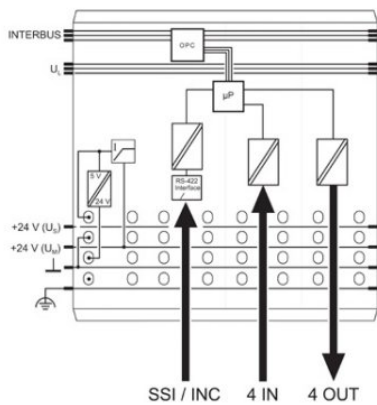 INTERBUS
OPC
U_L
µP
I
5 V
24 V
RS-422
Interface
+24 V (U_S)
+24 V (U_M)
SSI / INC
4 IN
4 OUT